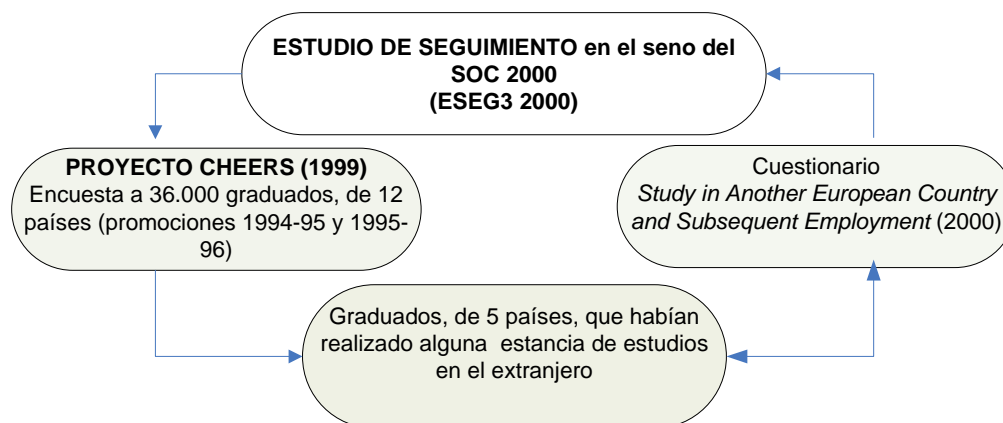 ESTUDIO DE SEGUIMIENTO en el seno del
SOC 2000
(ESEG3 2000)
PROYECTO CHEERS (1999)
Encuesta a 36.000 graduados, de 12
países (promociones 1994-95 y 1995-
96)
Cuestionario
Study in Another European Country
and Subsequent Employment (2000)
Graduados, de 5 países, que habían
realizado alguna estancia de estudios
en el extranjero